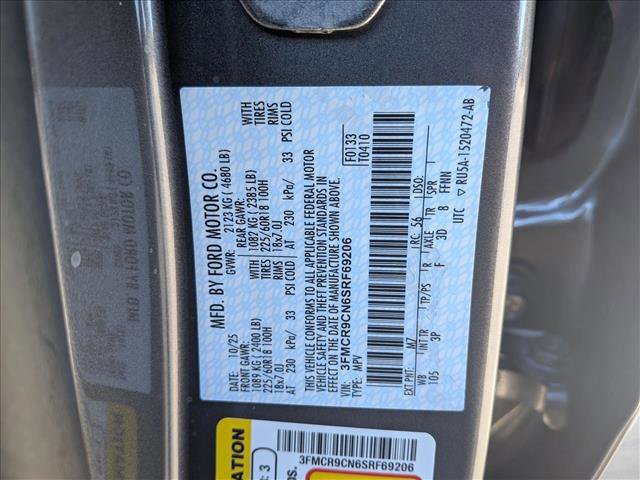 MFD. BY FORD MOTOR CO.
10/25
GVWR: 2123 KG ( 4680 LB)
FRONT GAWR:
1089 KG ( 2400 LB)
225/60R18 100H
18x7.0J
AT 230 kPa/ 33 PSI COLD
REAR GAWR:
1082 KG ( 2385 LB)
225/60R18 100H
18x7.0J
AT 230 kPa/ 33 PSI COLD
WITH
TIRES
RIMS
WITH
TIRES
RIMS
THIS VEHICLE CONFORMS TO ALL APPLICABLE FEDERAL MOTOR
VEHICLE SAFETY AND THEFT PREVENTION STANDARDS IN
EFFECT ON THE DATE OF MANUFACTURE SHOWN ABOVE.
VIN: 3FMCR9CN6SRF69206
TYPE: MPV
F0133
T0410
EXT PNT: M7 RC: 56 DSO:
WB INT TR TP/PS R AXLE TR SPR
105 3P F 3D 8 FFNN
UTC RU5A-1520472-AB
3FMCR9CN6SRF69206
3